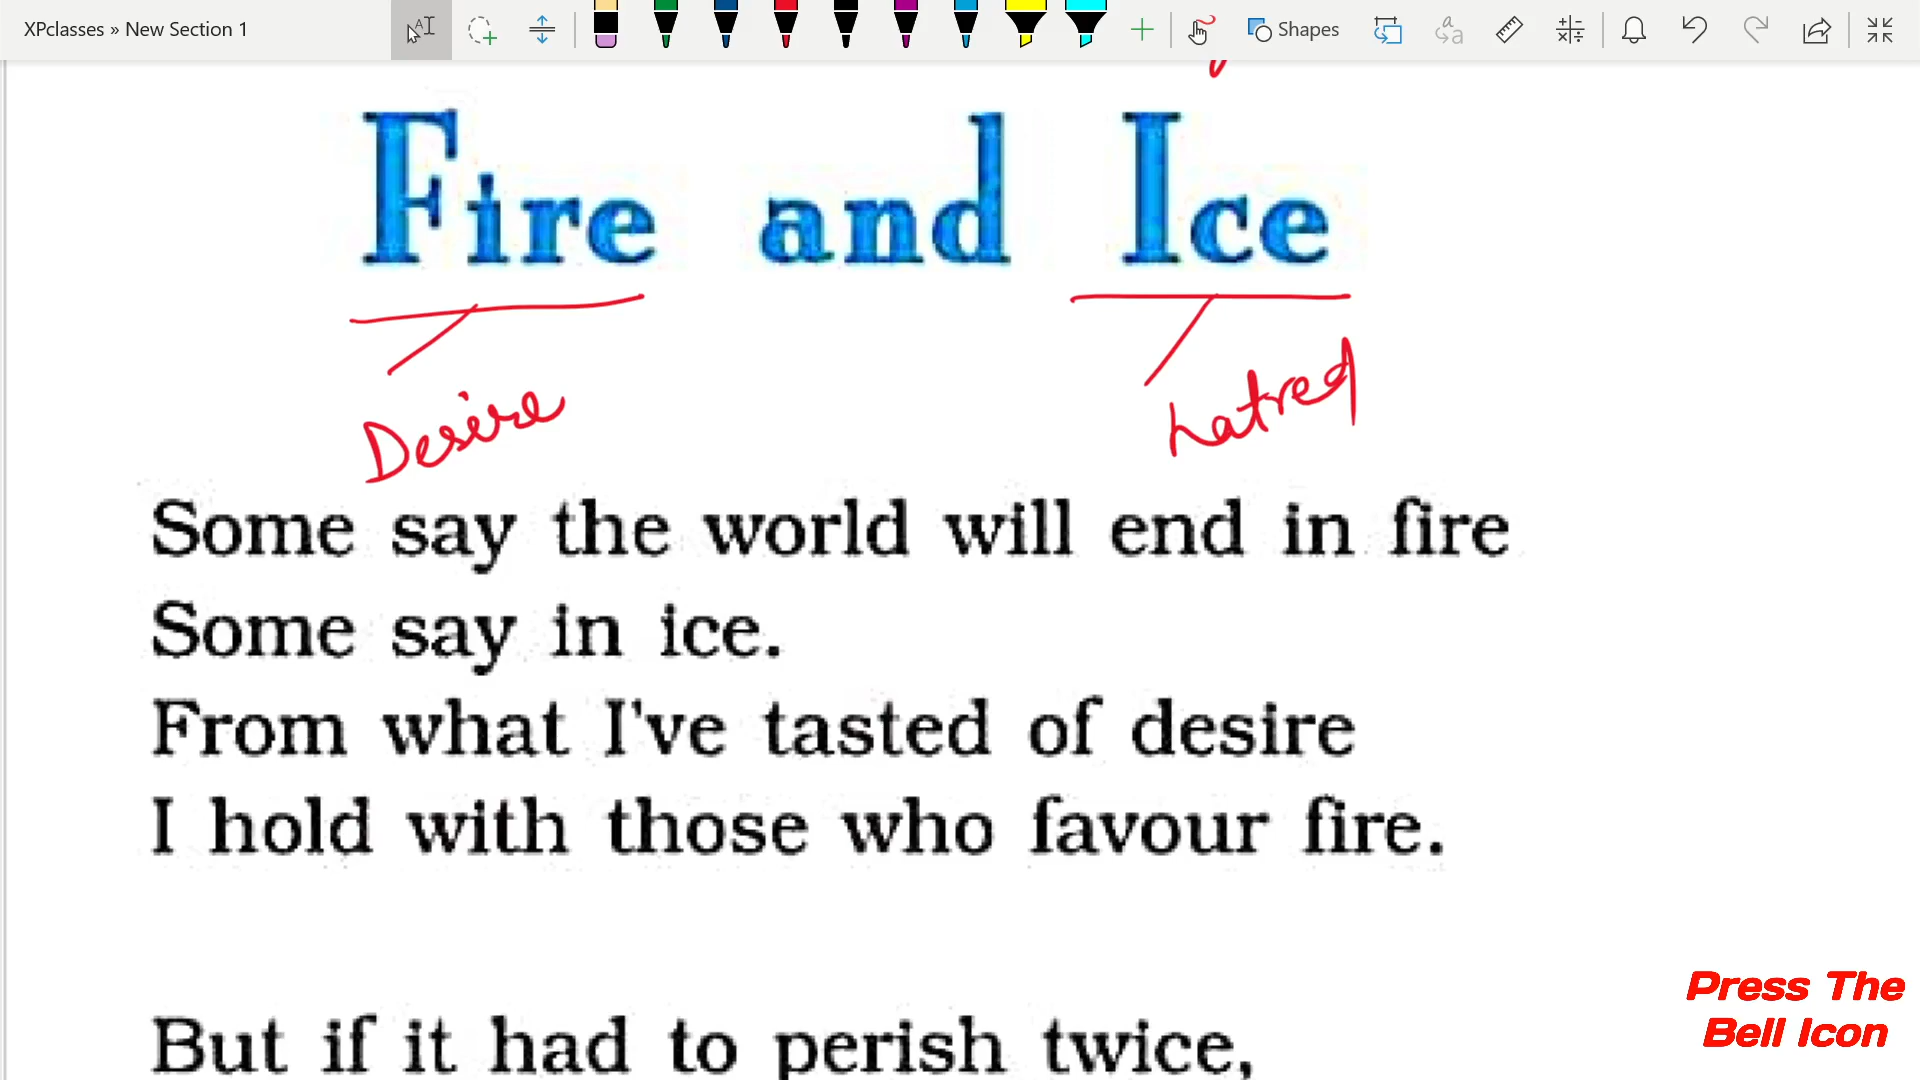 XPclasses » New Section 1
Shapes
Fire and Ice
Desire
hatred
Some say the world will end in fire
Some say in ice.
From what I've tasted of desire
I hold with those who favour fire.
But if it had to perish twice,
Press The
Bell Icon